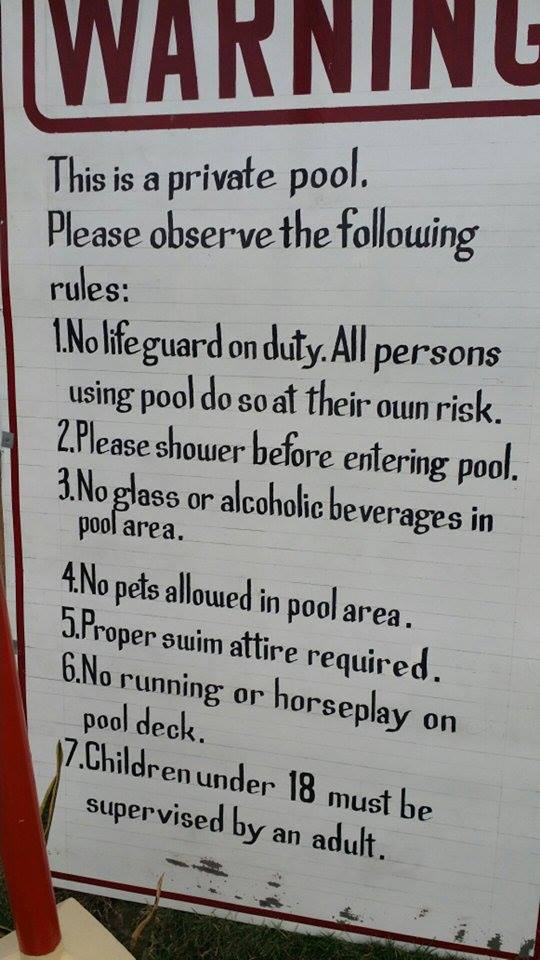 WARNING
This is a private pool.
Please observe the following
rules:
1.No lifeguard on duty. All persons
using pool do so at their own risk.
2.Please shower before entering pool.
3.No glass or alcoholic beverages in
pool area.
4.No pets allowed in pool area.
5.Proper swim attire required.
6.No running or horseplay on
pool deck.
7.Children under 18 must be
supervised by an adult.